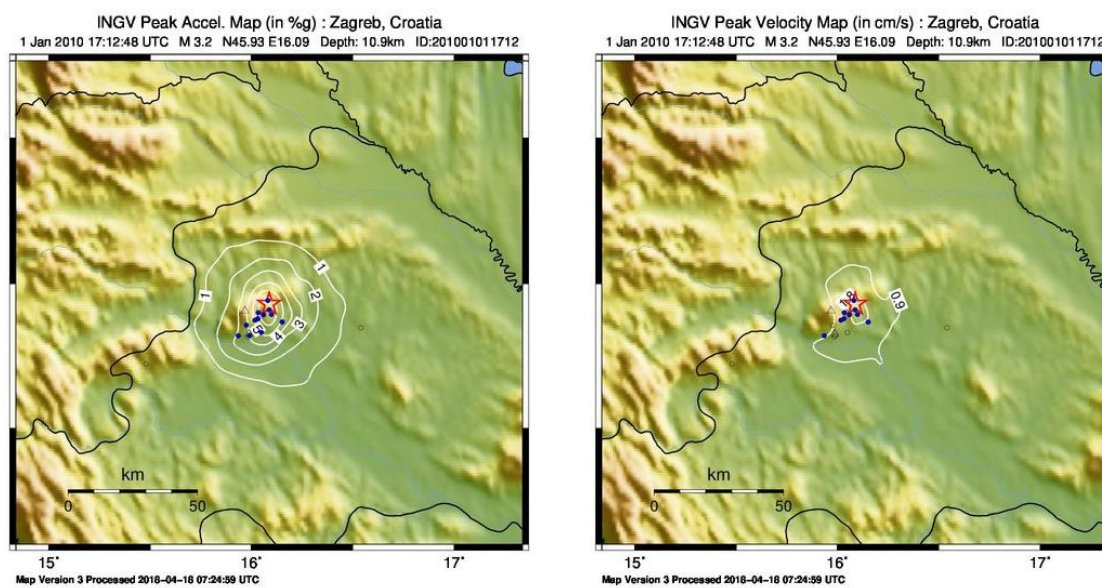 INGV Peak Accel. Map (in %g) : Zagreb, Croatia
1 Jan 2010 17:12:48 UTC M 3.2 N45.93 E16.09 Depth: 10.9km ID:201001011712
1
1
2
3
4
5
km
0 50
15° 16° 17°
Map Version 3 Processed 2018-04-18 07:24:59 UTC
INGV Peak Velocity Map (in cm/s) : Zagreb, Croatia
1 Jan 2010 17:12:48 UTC M 3.2 N45.93 E16.09 Depth: 10.9km ID:201001011712
0.9
km
0 50
15° 16° 17°
Map Version 3 Processed 2018-04-18 07:24:59 UTC